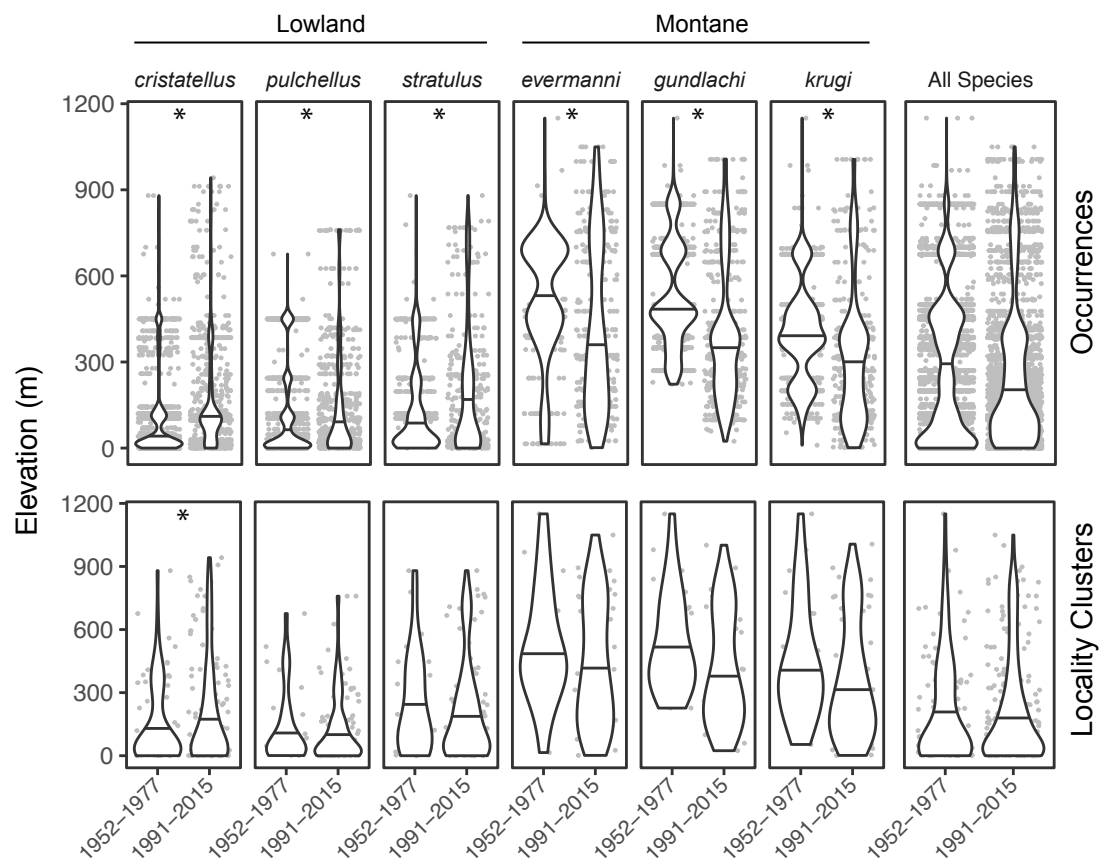 Lowland Montane
cristatellus pulchellus stratulus evermanni gundlachi krugi All Species
* * * * * *
1200
900
600
300
0
Occurrences
Elevation (m)
*
1200
900
600
300
0
Locality Clusters
1952–1977 1991–2015 1952–1977 1991–2015 1952–1977 1991–2015 1952–1977 1991–2015 1952–1977 1991–2015 1952–1977 1991–2015 1952–1977 1991–2015